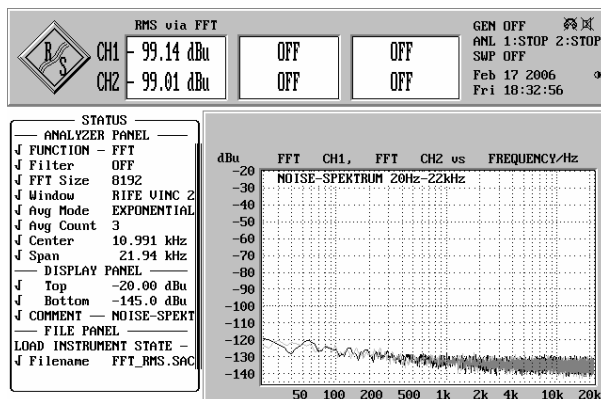 RMS via FFT
CH1 - 99.14 dBu
CH2 - 99.01 dBu
OFF
OFF
OFF
OFF
GEN OFF
ANL 1:STOP 2:STOP
SWP OFF
Feb 17 2006
Fri 18:32:56
R
S
STATUS
ANALYZER PANEL
FUNCTION - FFT
Filter OFF
FFT Size 8192
Window RIFE VINC 2
Avg Mode EXPONENTIAL
Avg Count 3
Center 10.991 kHz
Span 21.94 kHz
DISPLAY PANEL
Top -20.00 dBu
Bottom -145.0 dBu
COMMENT — NOISE-SPEKT
FILE PANEL
LOAD INSTRUMENT STATE -
Filename FFT_RMS.SAC
dBu FFT CH1, FFT CH2 vs FREQUENCY/Hz
NOISE-SPEKTRUM 20Hz-22kHz
-20
-30
-40
-50
-60
-70
-80
-90
-100
-110
-120
-130
-140
50 100 200 500 1k 2k 4k 10k 20k